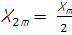 X₂ₘ = Xₘ/2